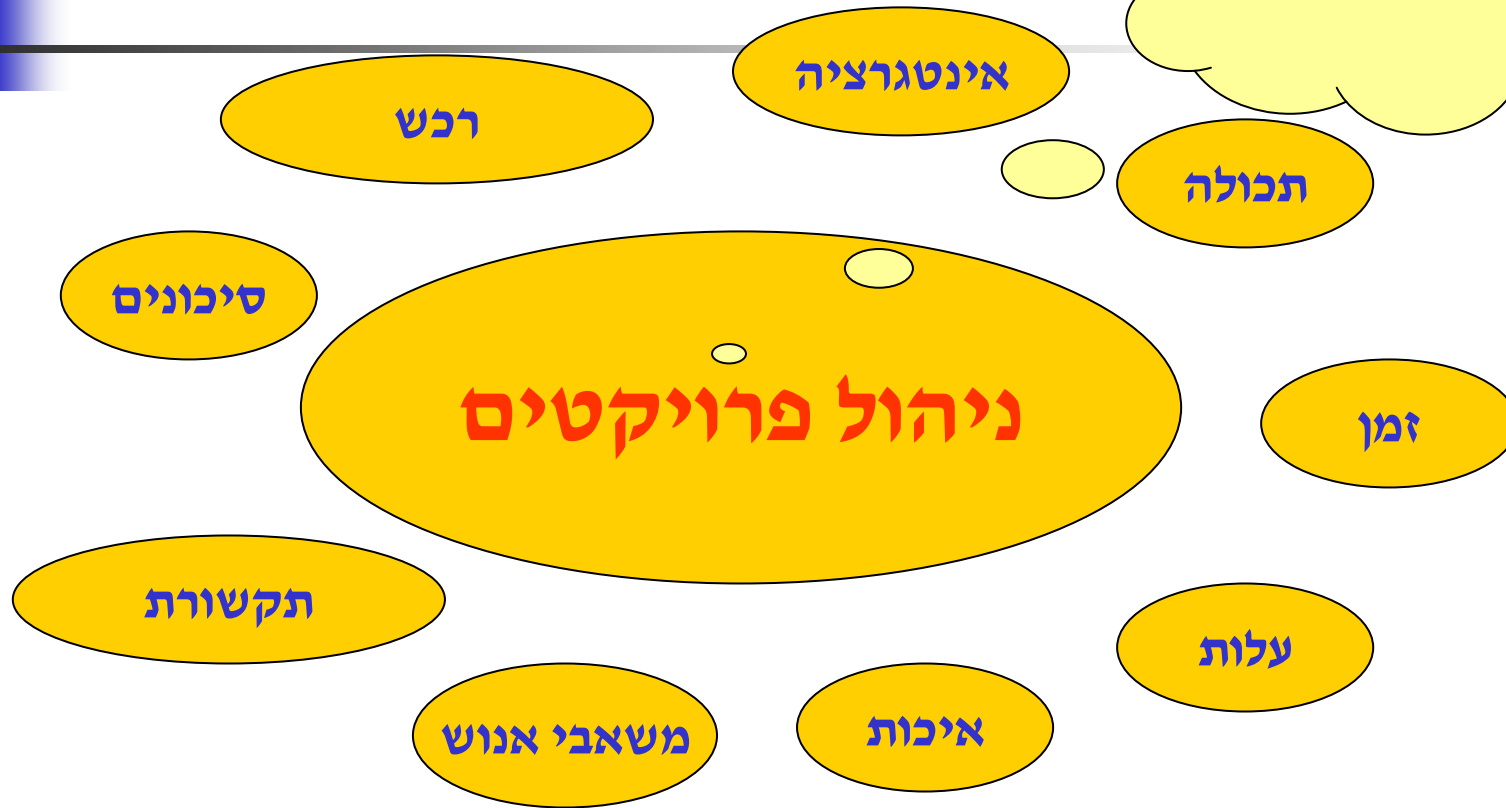 אינטגרציה
רכש
תכולה
סיכונים
ניהול פרויקטים
זמן
תקשורת
עלות
איכות
משאבי אנוש